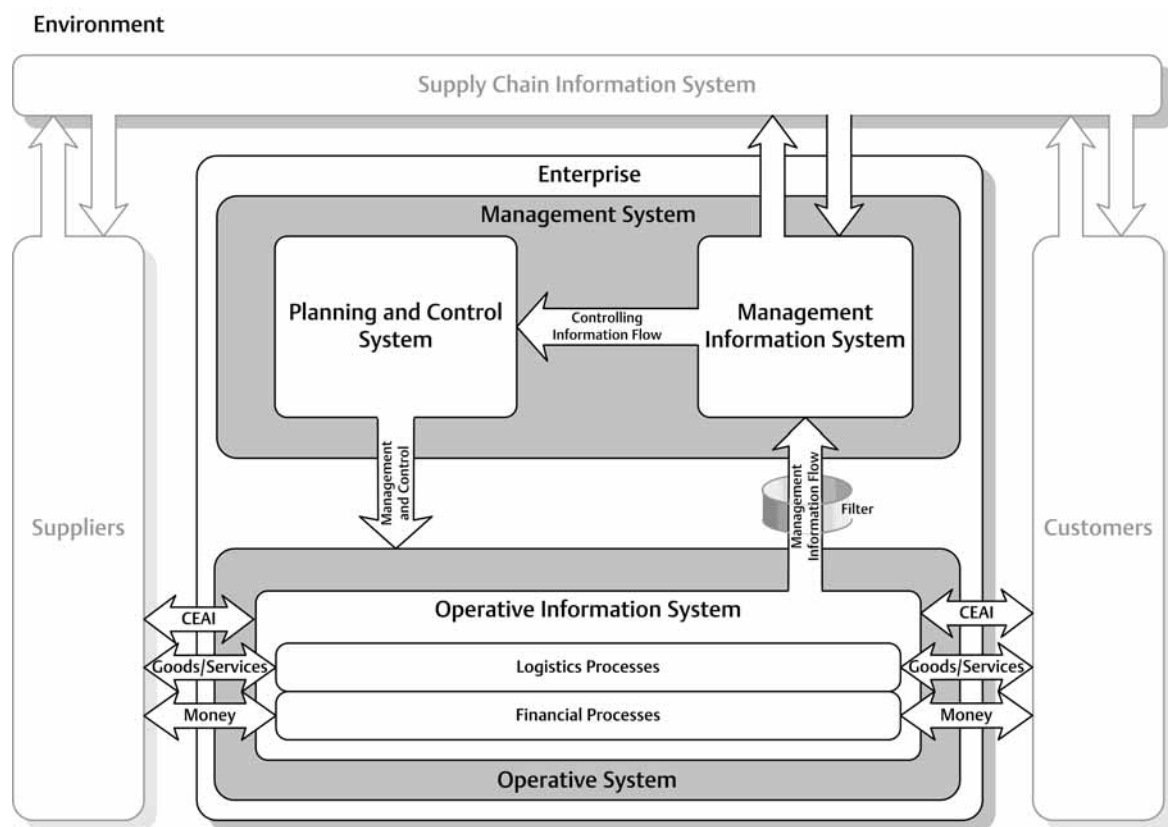 Environment
Supply Chain Information System
Enterprise
Management System
Planning and Control
System
Controlling
Information Flow
Management
Information System
Management
and Control
Management
Information Flow
Filter
Suppliers
Customers
Operative Information System
CEAI
CEAI
Goods/Services
Logistics Processes
Goods/Services
Money
Financial Processes
Money
Operative System